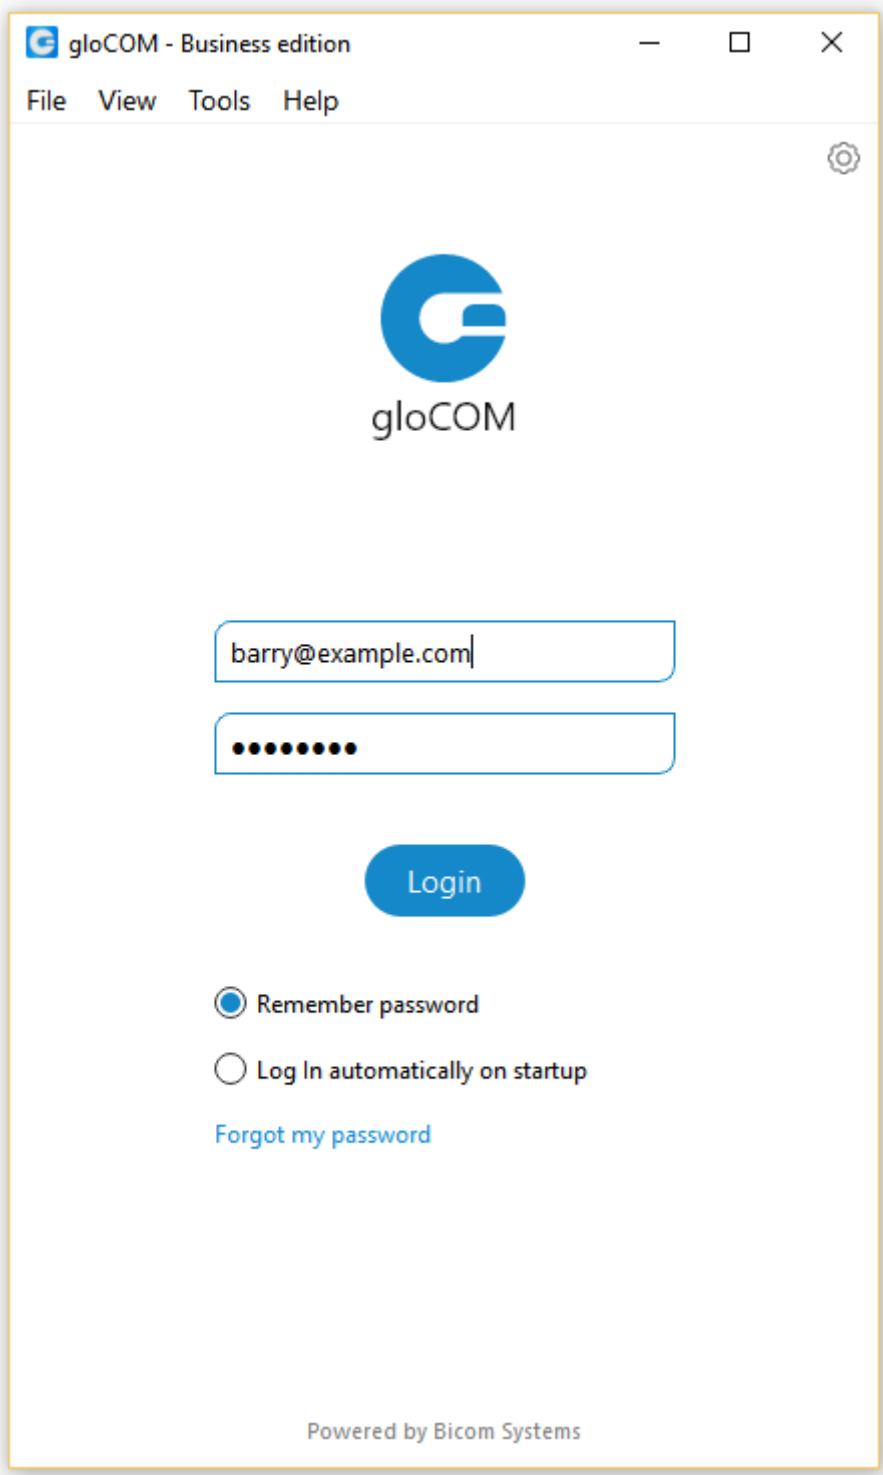 gloCOM - Business edition
File View Tools Help
gloCOM
barry@example.com
●●●●●●●●
Login
Remember password
Log In automatically on startup
Forgot my password
Powered by Bicom Systems